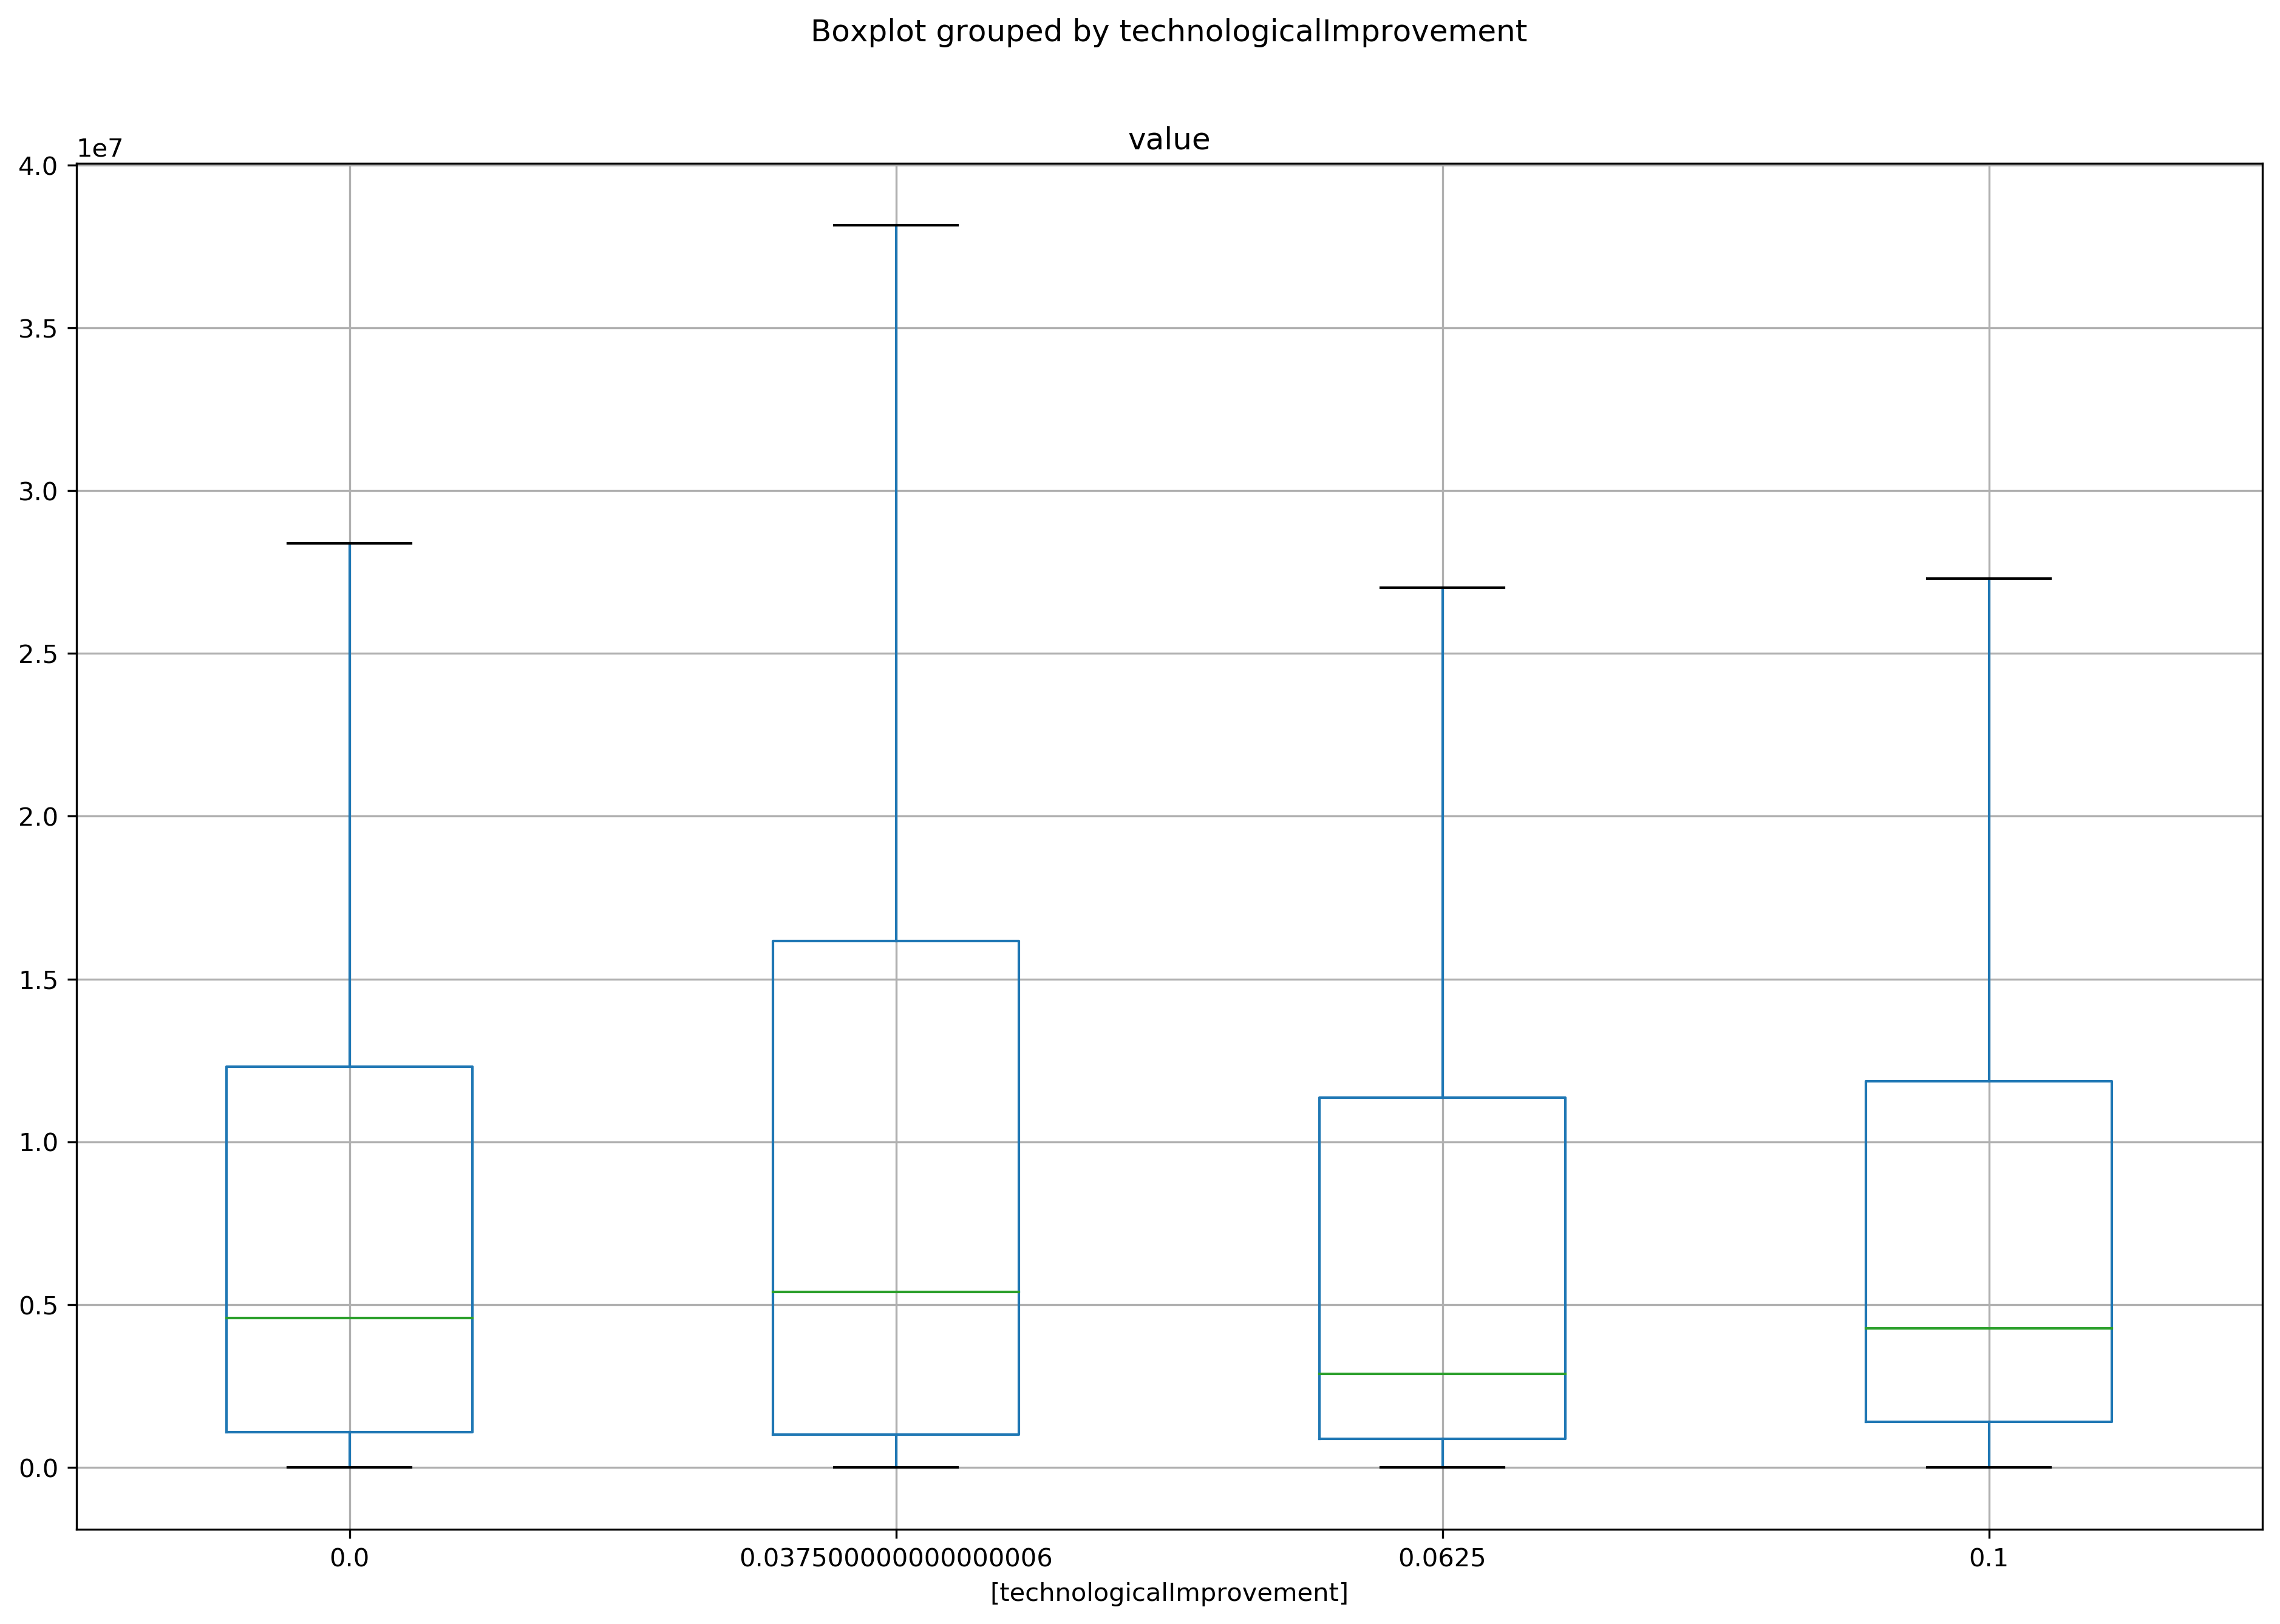 Boxplot grouped by technologicalImprovement
value
1e7
4.0
3.5
3.0
2.5
2.0
1.5
1.0
0.5
0.0
0.0 0.037500000000000006 0.0625 0.1
[technologicalImprovement]